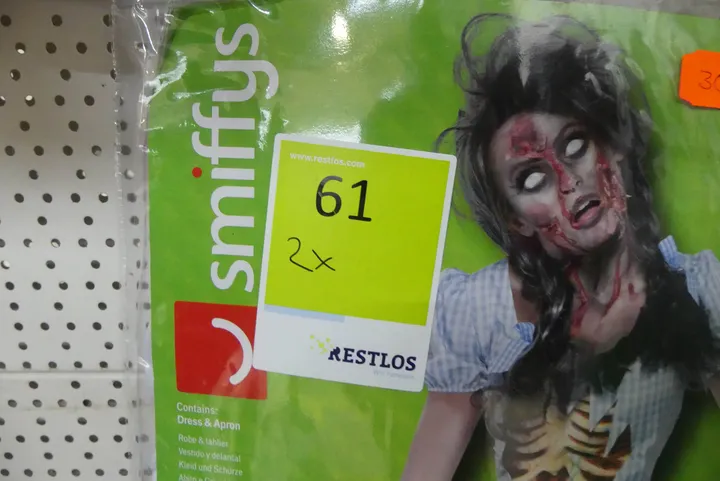 smiffys
30
www.restlos.com
61
2x
RESTLOS
Contains:
Dress & Apron
Robe & tablier
Vestido y delantal
Kleid und Schürze